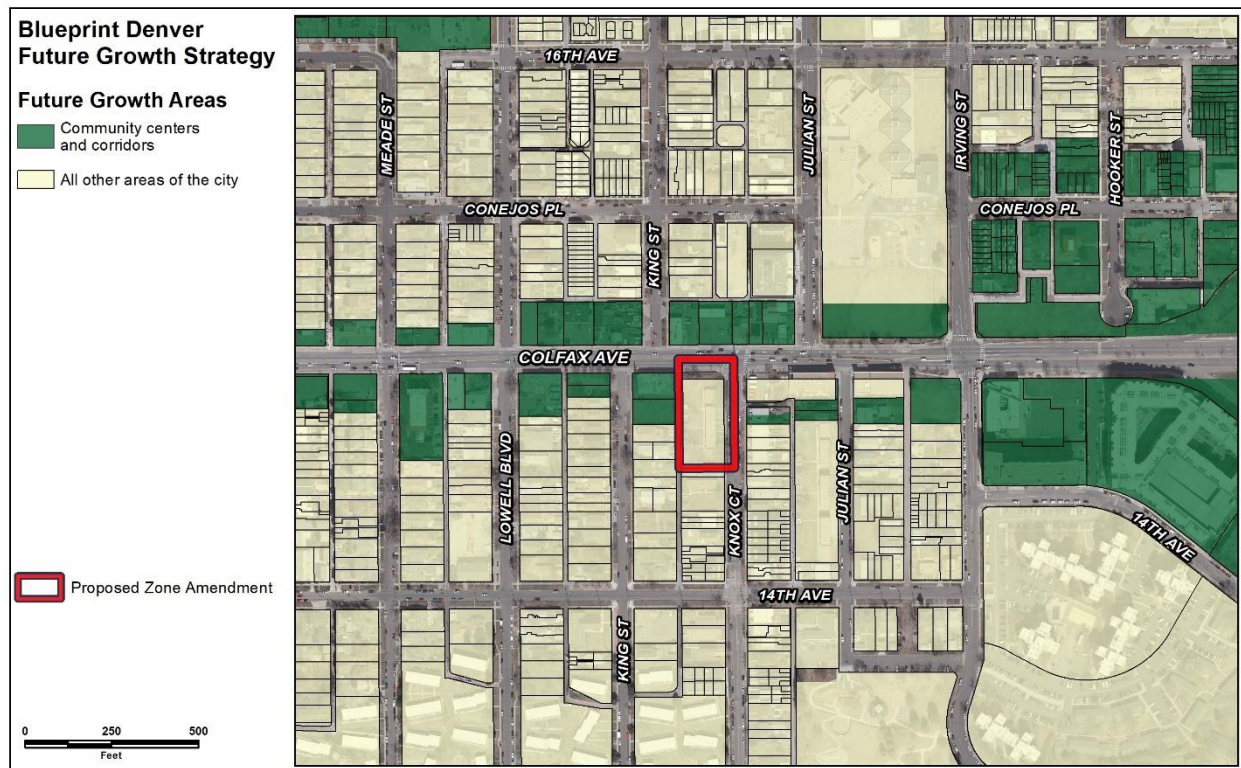 Blueprint Denver
Future Growth Strategy
Future Growth Areas
Community centers
and corridors
All other areas of the city
Proposed Zone Amendment
0 250 500
Feet
16TH AVE
MEADE ST
JULIAN ST
IRVING ST
HOOKER ST
CONEJOS PL
CONEJOS PL
KING ST
COLFAX AVE
LOWELL BLVD
KNOX CT
JULIAN ST
14TH AVE
14TH AVE
KING ST